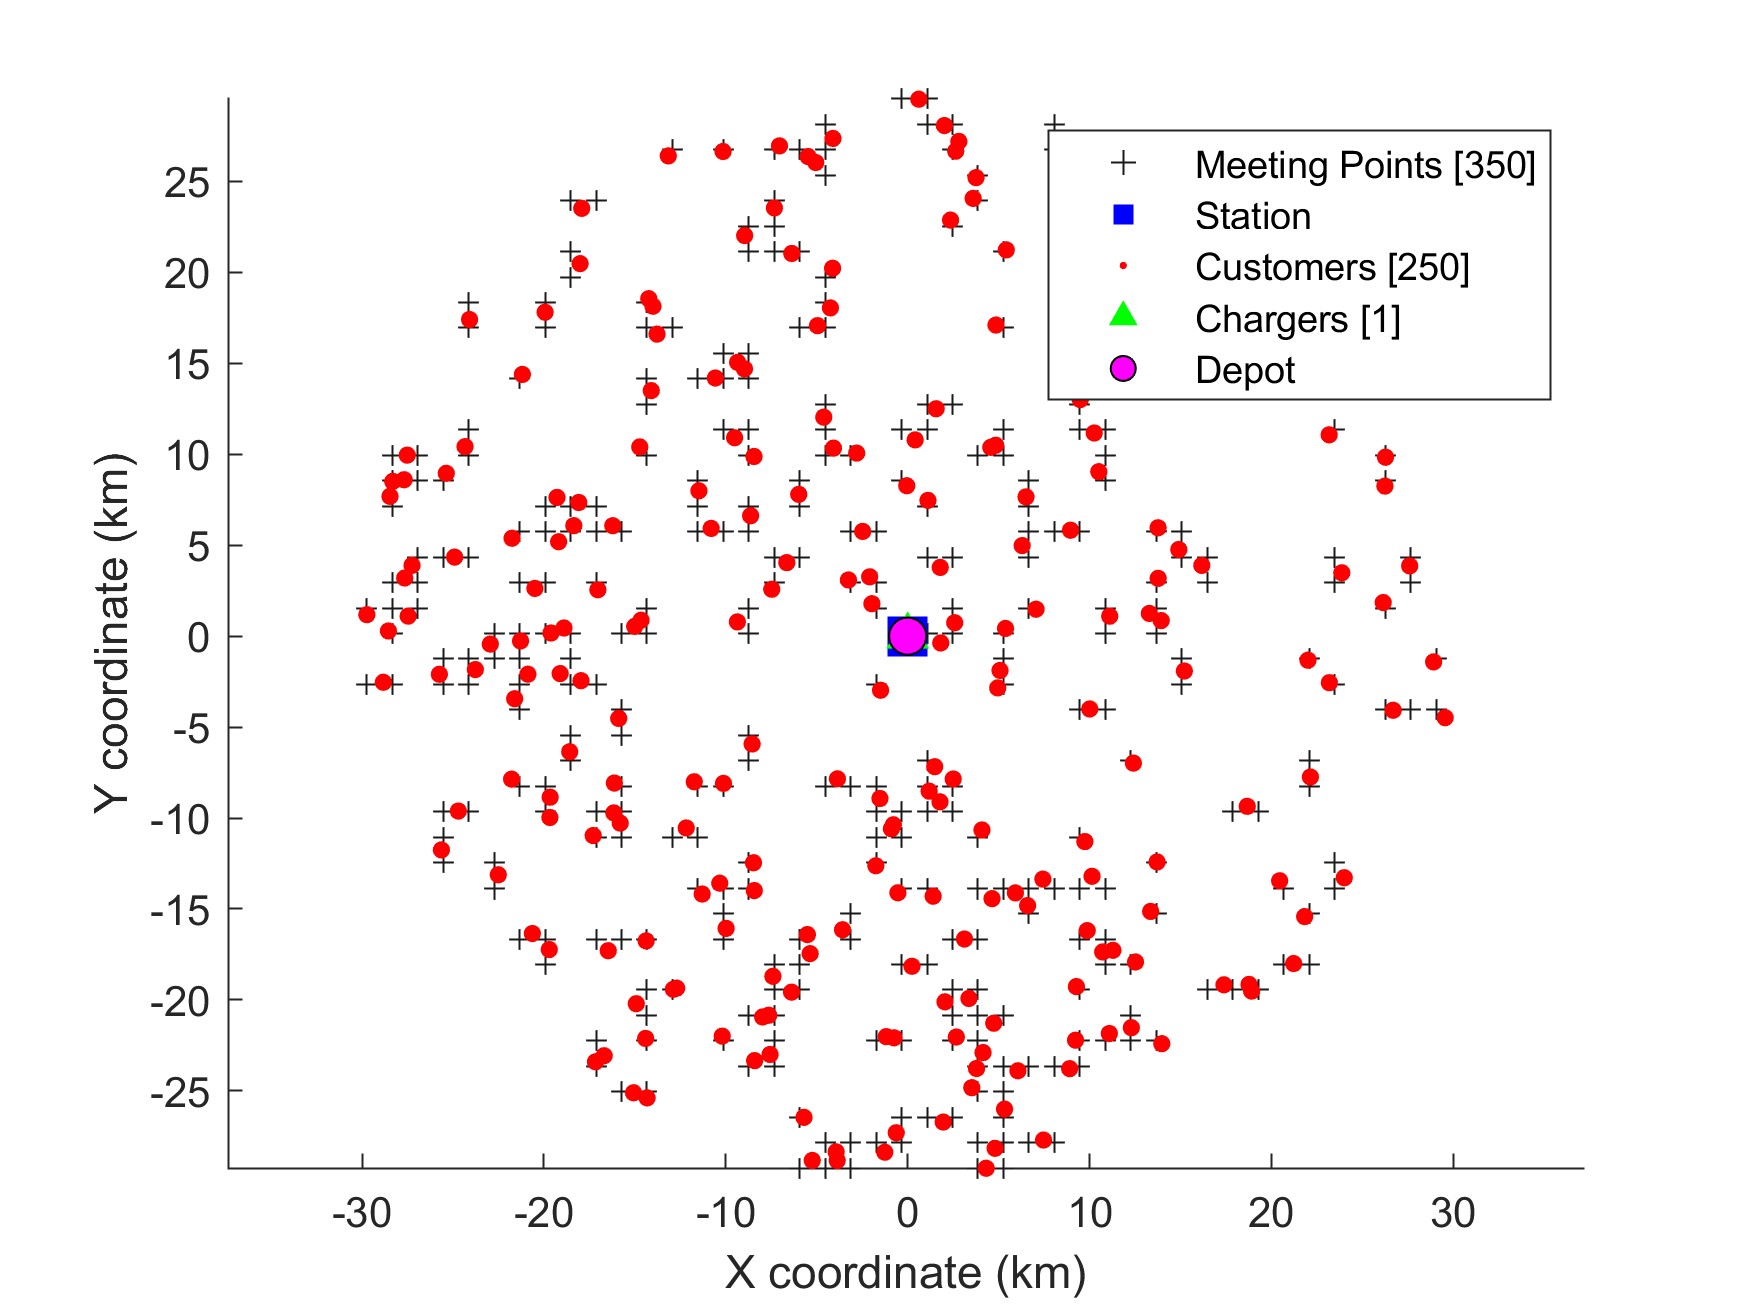 Meeting Points [350]
Station
Customers [250]
Chargers [1]
Depot
25
20
15
10
5
0
-5
-10
-15
-20
-25
Y coordinate (km)
-30 -20 -10 0 10 20 30
X coordinate (km)